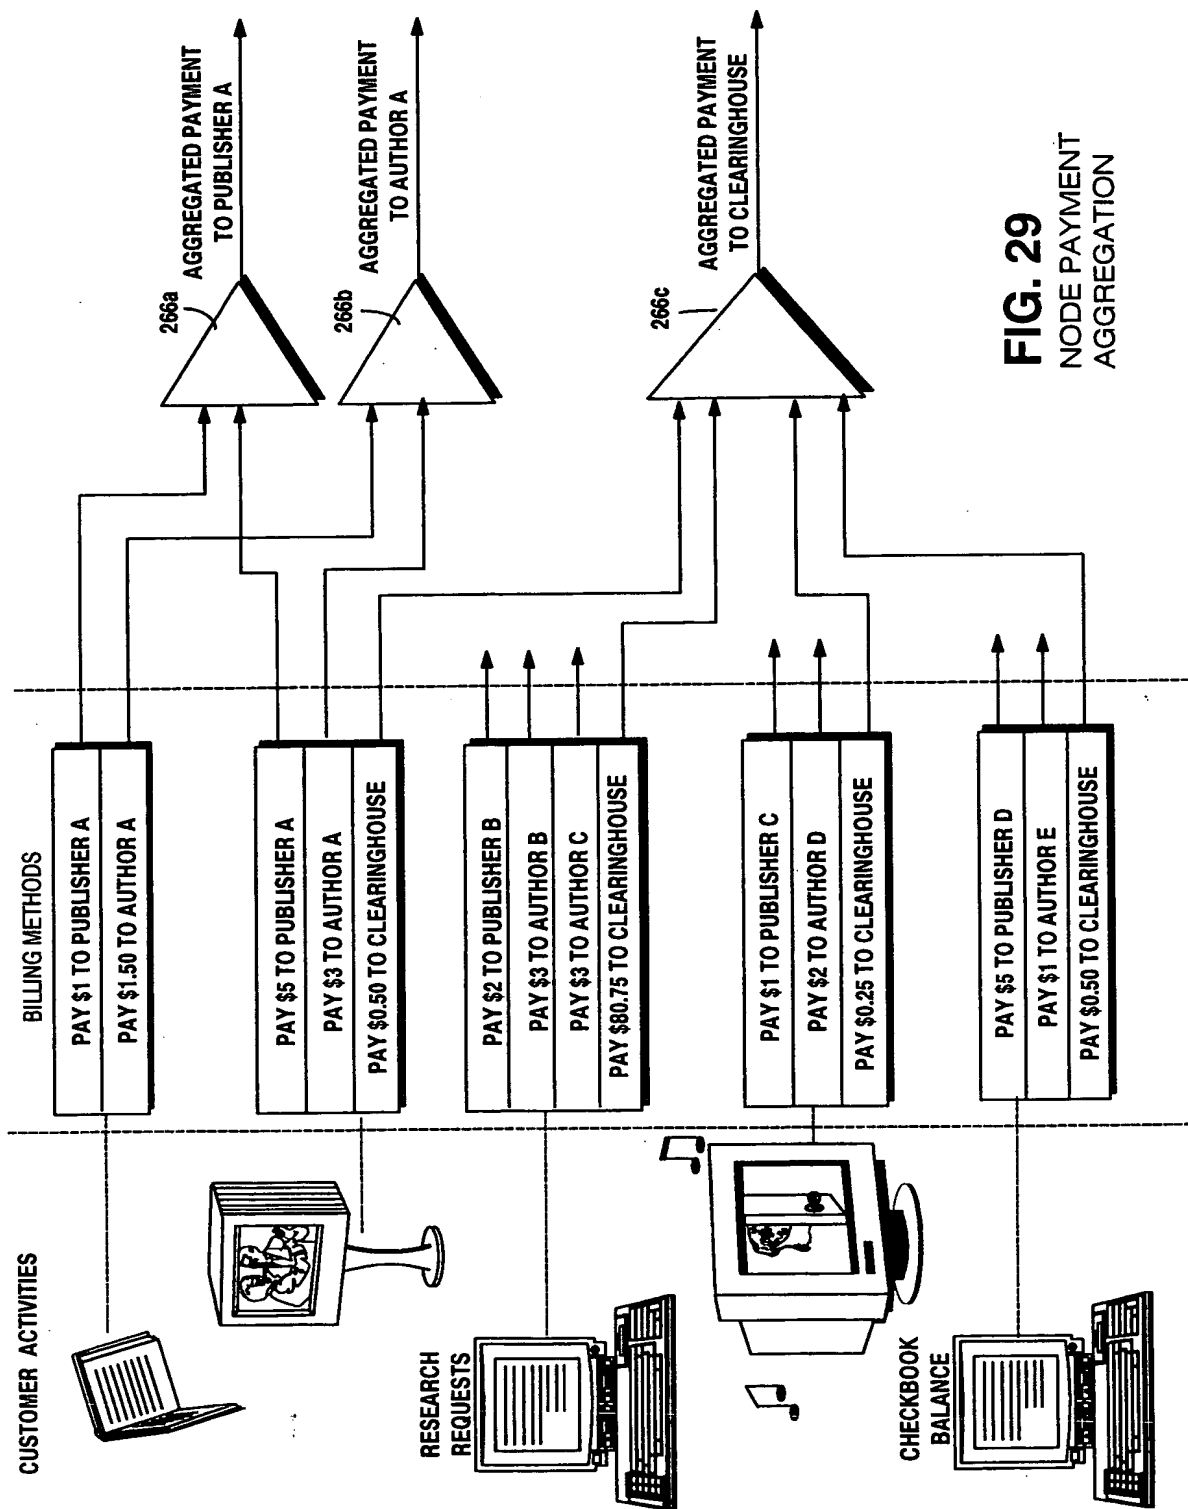 CUSTOMER ACTIVITIES
BILLING METHODS
PAY $1 TO PUBLISHER A
PAY $1.50 TO AUTHOR A
PAY $5 TO PUBLISHER A
PAY $3 TO AUTHOR A
PAY $0.50 TO CLEARINGHOUSE
RESEARCH
REQUESTS
PAY $2 TO PUBLISHER B
PAY $3 TO AUTHOR B
PAY $3 TO AUTHOR C
PAY $80.75 TO CLEARINGHOUSE
PAY $1 TO PUBLISHER C
PAY $2 TO AUTHOR D
PAY $0.25 TO CLEARINGHOUSE
CHECKBOOK
BALANCE
PAY $5 TO PUBLISHER D
PAY $1 TO AUTHOR E
PAY $0.50 TO CLEARINGHOUSE
266a
AGGREGATED PAYMENT
TO PUBLISHER A
266b
AGGREGATED PAYMENT
TO AUTHOR A
266c
AGGREGATED PAYMENT
TO CLEARINGHOUSE
FIG. 29
NODE PAYMENT
AGGREGATION